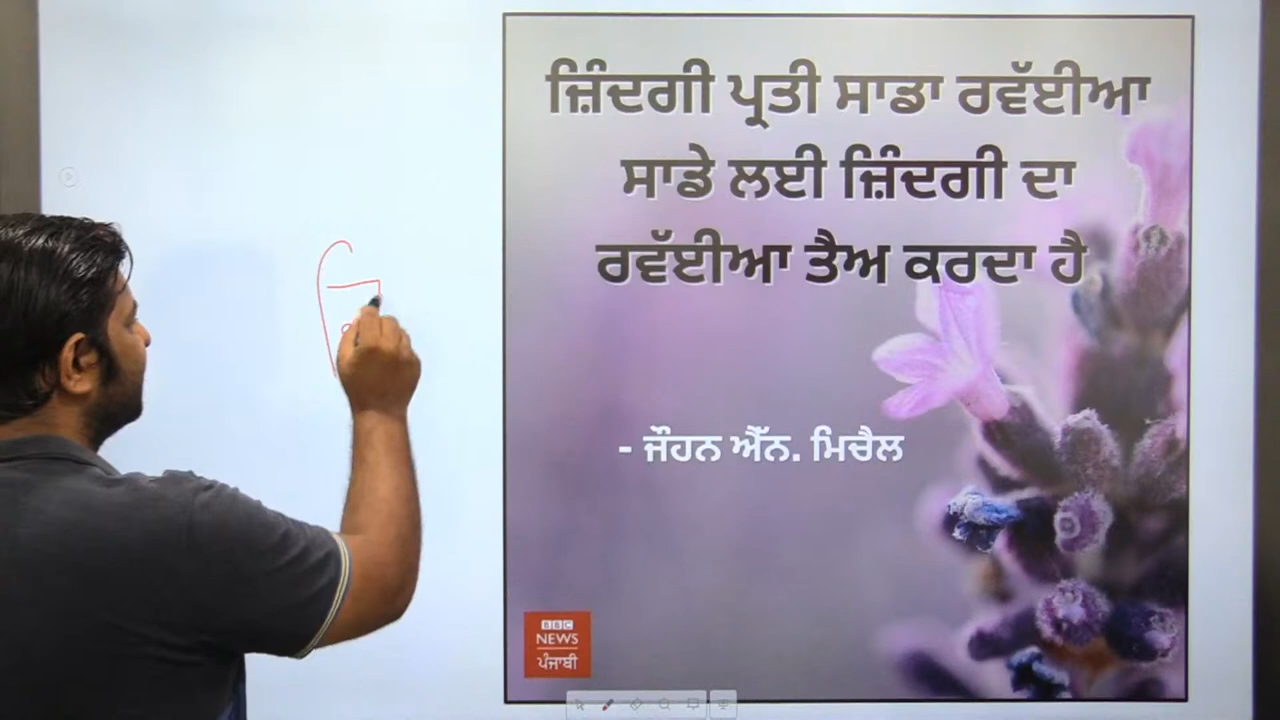 ਜ਼ਿੰਦਗੀ ਪ੍ਰਤੀ ਸਾਡਾ ਰਵੱਈਆ
ਸਾਡੇ ਲਈ ਜ਼ਿੰਦਗੀ ਦਾ
ਰਵੱਈਆ ਤੈਅ ਕਰਦਾ ਹੈ
- ਜੌਹਨ ਐੱਨ. ਮਿਚੈਲ
BBC
NEWS
ਪੰਜਾਬੀ